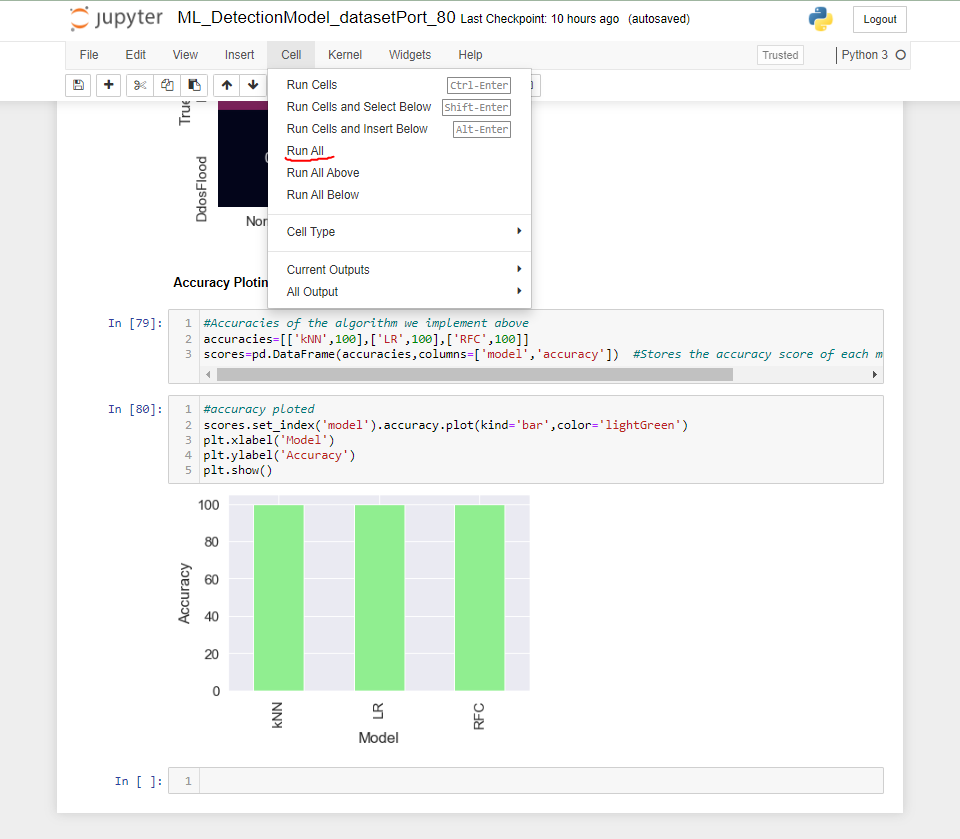 jupyter ML_DetectionModel_datasetPort_80 Last Checkpoint: 10 hours ago (autosaved)
Logout
File Edit View Insert Cell Kernel Widgets Help
Trusted
Python 3
Run Cells Ctrl-Enter
Run Cells and Select Below Shift-Enter
Run Cells and Insert Below Alt-Enter
Run All
Run All Above
Run All Below
Cell Type
Current Outputs
All Output
True
DdosFlood
Nor
Accuracy Plotin
In [79]:
1 #Accuracies of the algorithm we implement above
2 accuracies=[['kNN',100],['LR',100],['RFC',100]]
3 scores=pd.DataFrame(accuracies,columns=['model','accuracy']) #Stores the accuracy score of each m
In [80]:
1 #accuracy ploted
2 scores.set_index('model').accuracy.plot(kind='bar',color='lightGreen')
3 plt.xlabel('Model')
4 plt.ylabel('Accuracy')
5 plt.show()
100
80
60
40
20
0
Accuracy
kNN LR RFC
Model
In [ ]: 1